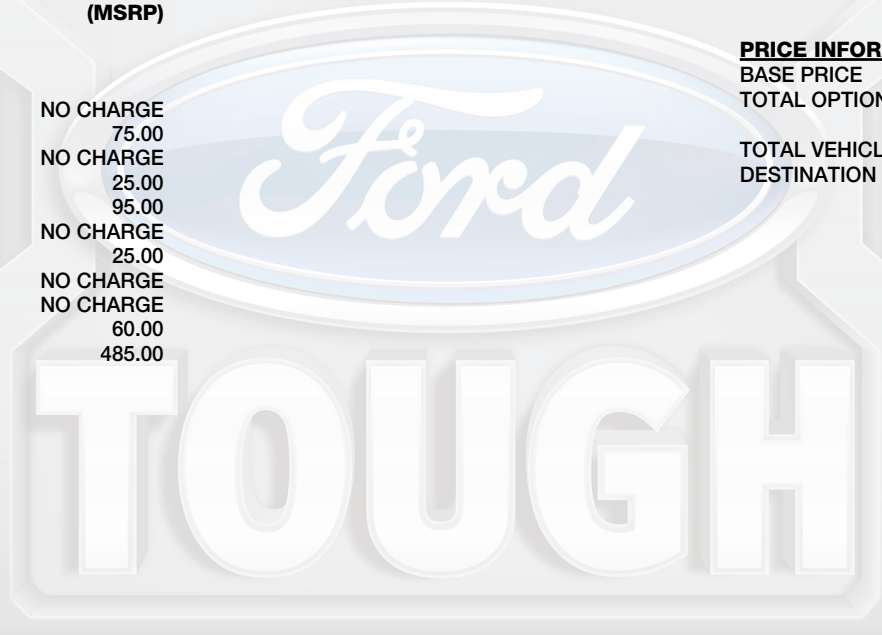 (MSRP)
NO CHARGE
75.00
NO CHARGE
25.00
95.00
NO CHARGE
25.00
NO CHARGE
NO CHARGE
60.00
485.00
PRICE INFOR
BASE PRICE
TOTAL OPTION
TOTAL VEHICL
DESTINATION
Ford
TOUGH